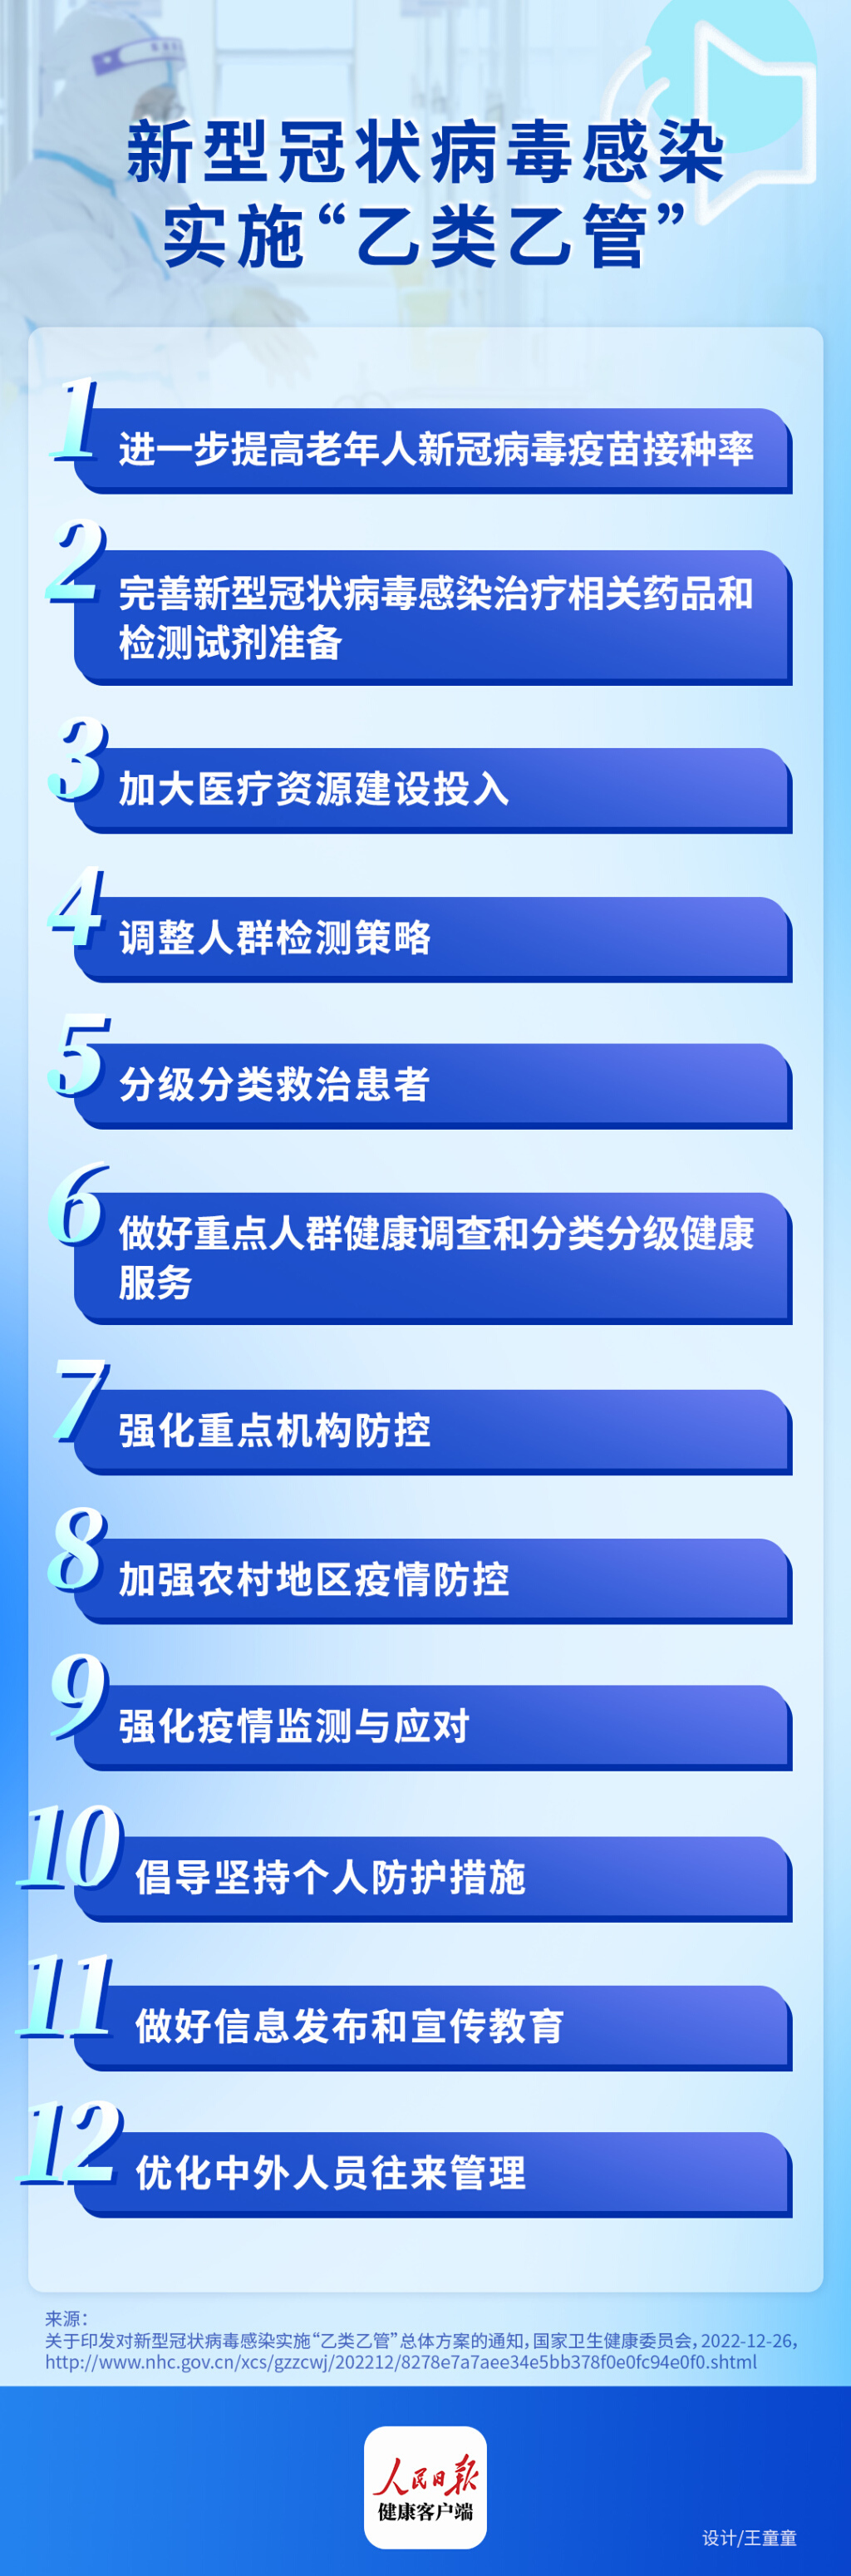 新型冠状病毒感染
实施“乙类乙管”
1
进一步提高老年人新冠病毒疫苗接种率
2
完善新型冠状病毒感染治疗相关药品和
检测试剂准备
3
加大医疗资源建设投入
4
调整人群检测策略
5
分级分类救治患者
6
做好重点人群健康调查和分类分级健康
服务
7
强化重点机构防控
8
加强农村地区疫情防控
9
强化疫情监测与应对
10
倡导坚持个人防护措施
11
做好信息发布和宣传教育
12
优化中外人员往来管理
来源：
关于印发对新型冠状病毒感染实施“乙类乙管”总体方案的通知，国家卫生健康委员会，2022-12-26，
http://www.nhc.gov.cn/xcs/gzzcwj/202212/8278e7a7aee34e5bb378f0e0fc94e0f0.shtml
人民日报
健康客户端
设计/王童童